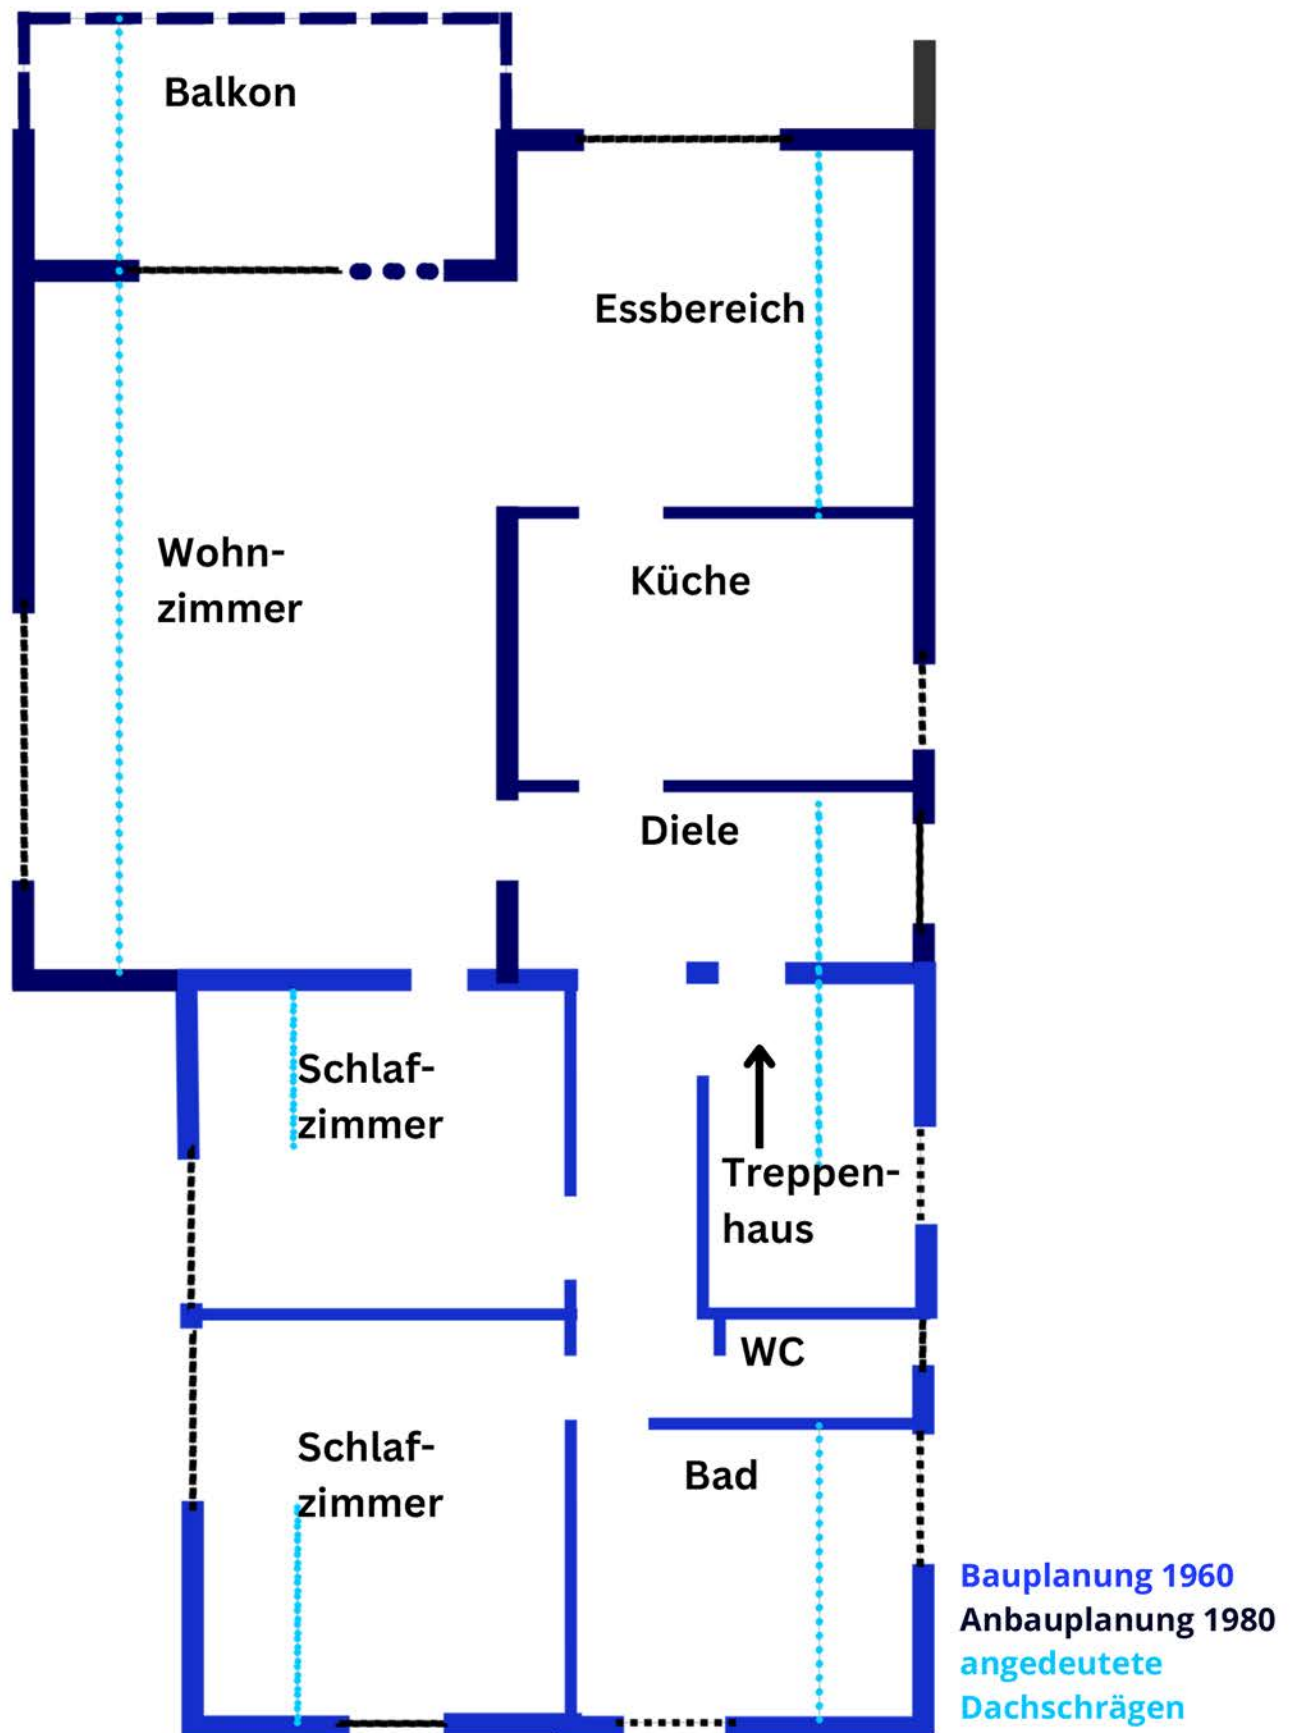 Balkon
Essbereich
Wohn-
zimmer
Küche
Diele
Schlaf-
zimmer
Treppen-
haus
WC
Schlaf-
zimmer
Bad
Bauplanung 1960
Anbauplanung 1980
angedeutete
Dachschrägen